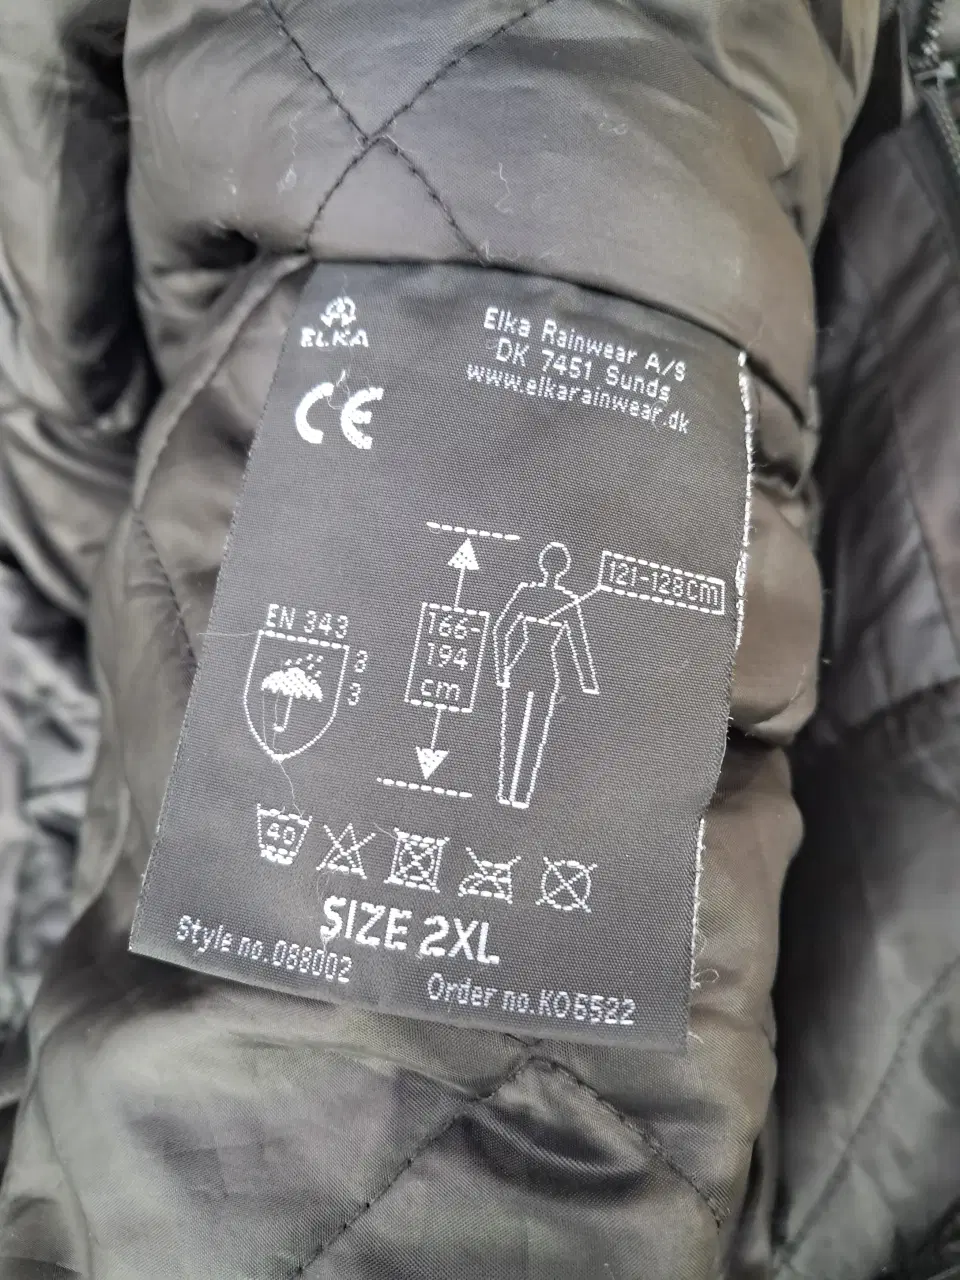 ELKA
CE
Elka Rainwear A/S
DK 7451 Sunds
www.elkarainwear.dk
121-128cm
166-
194
cm
EN 343
3
3
40
SIZE 2XL
Style no.088002
Order no.KO6522